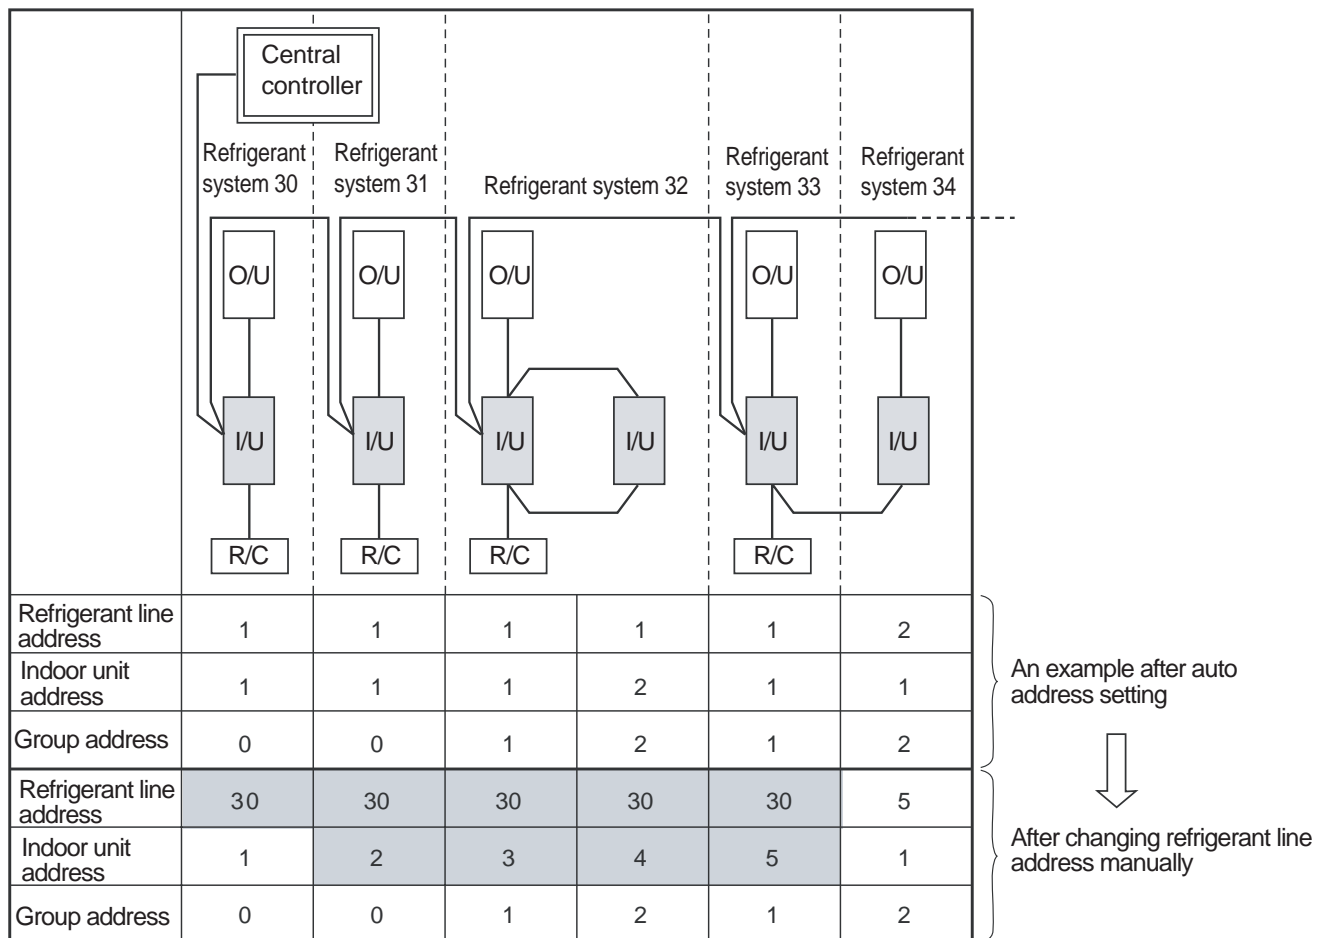 Central
controller
Refrigerant
system 30
Refrigerant
system 31
Refrigerant system 32
Refrigerant
system 33
Refrigerant
system 34
O/U O/U O/U O/U O/U
I/U I/U I/U I/U I/U I/U
R/C R/C R/C R/C
Refrigerant line
address
1 1 1 1 1 2
Indoor unit
address
1 1 1 2 1 1
Group address
0 0 1 2 1 2
An example after auto
address setting
Refrigerant line
address
30 30 30 30 30 5
Indoor unit
address
1 2 3 4 5 1
Group address
0 0 1 2 1 2
After changing refrigerant line
address manually